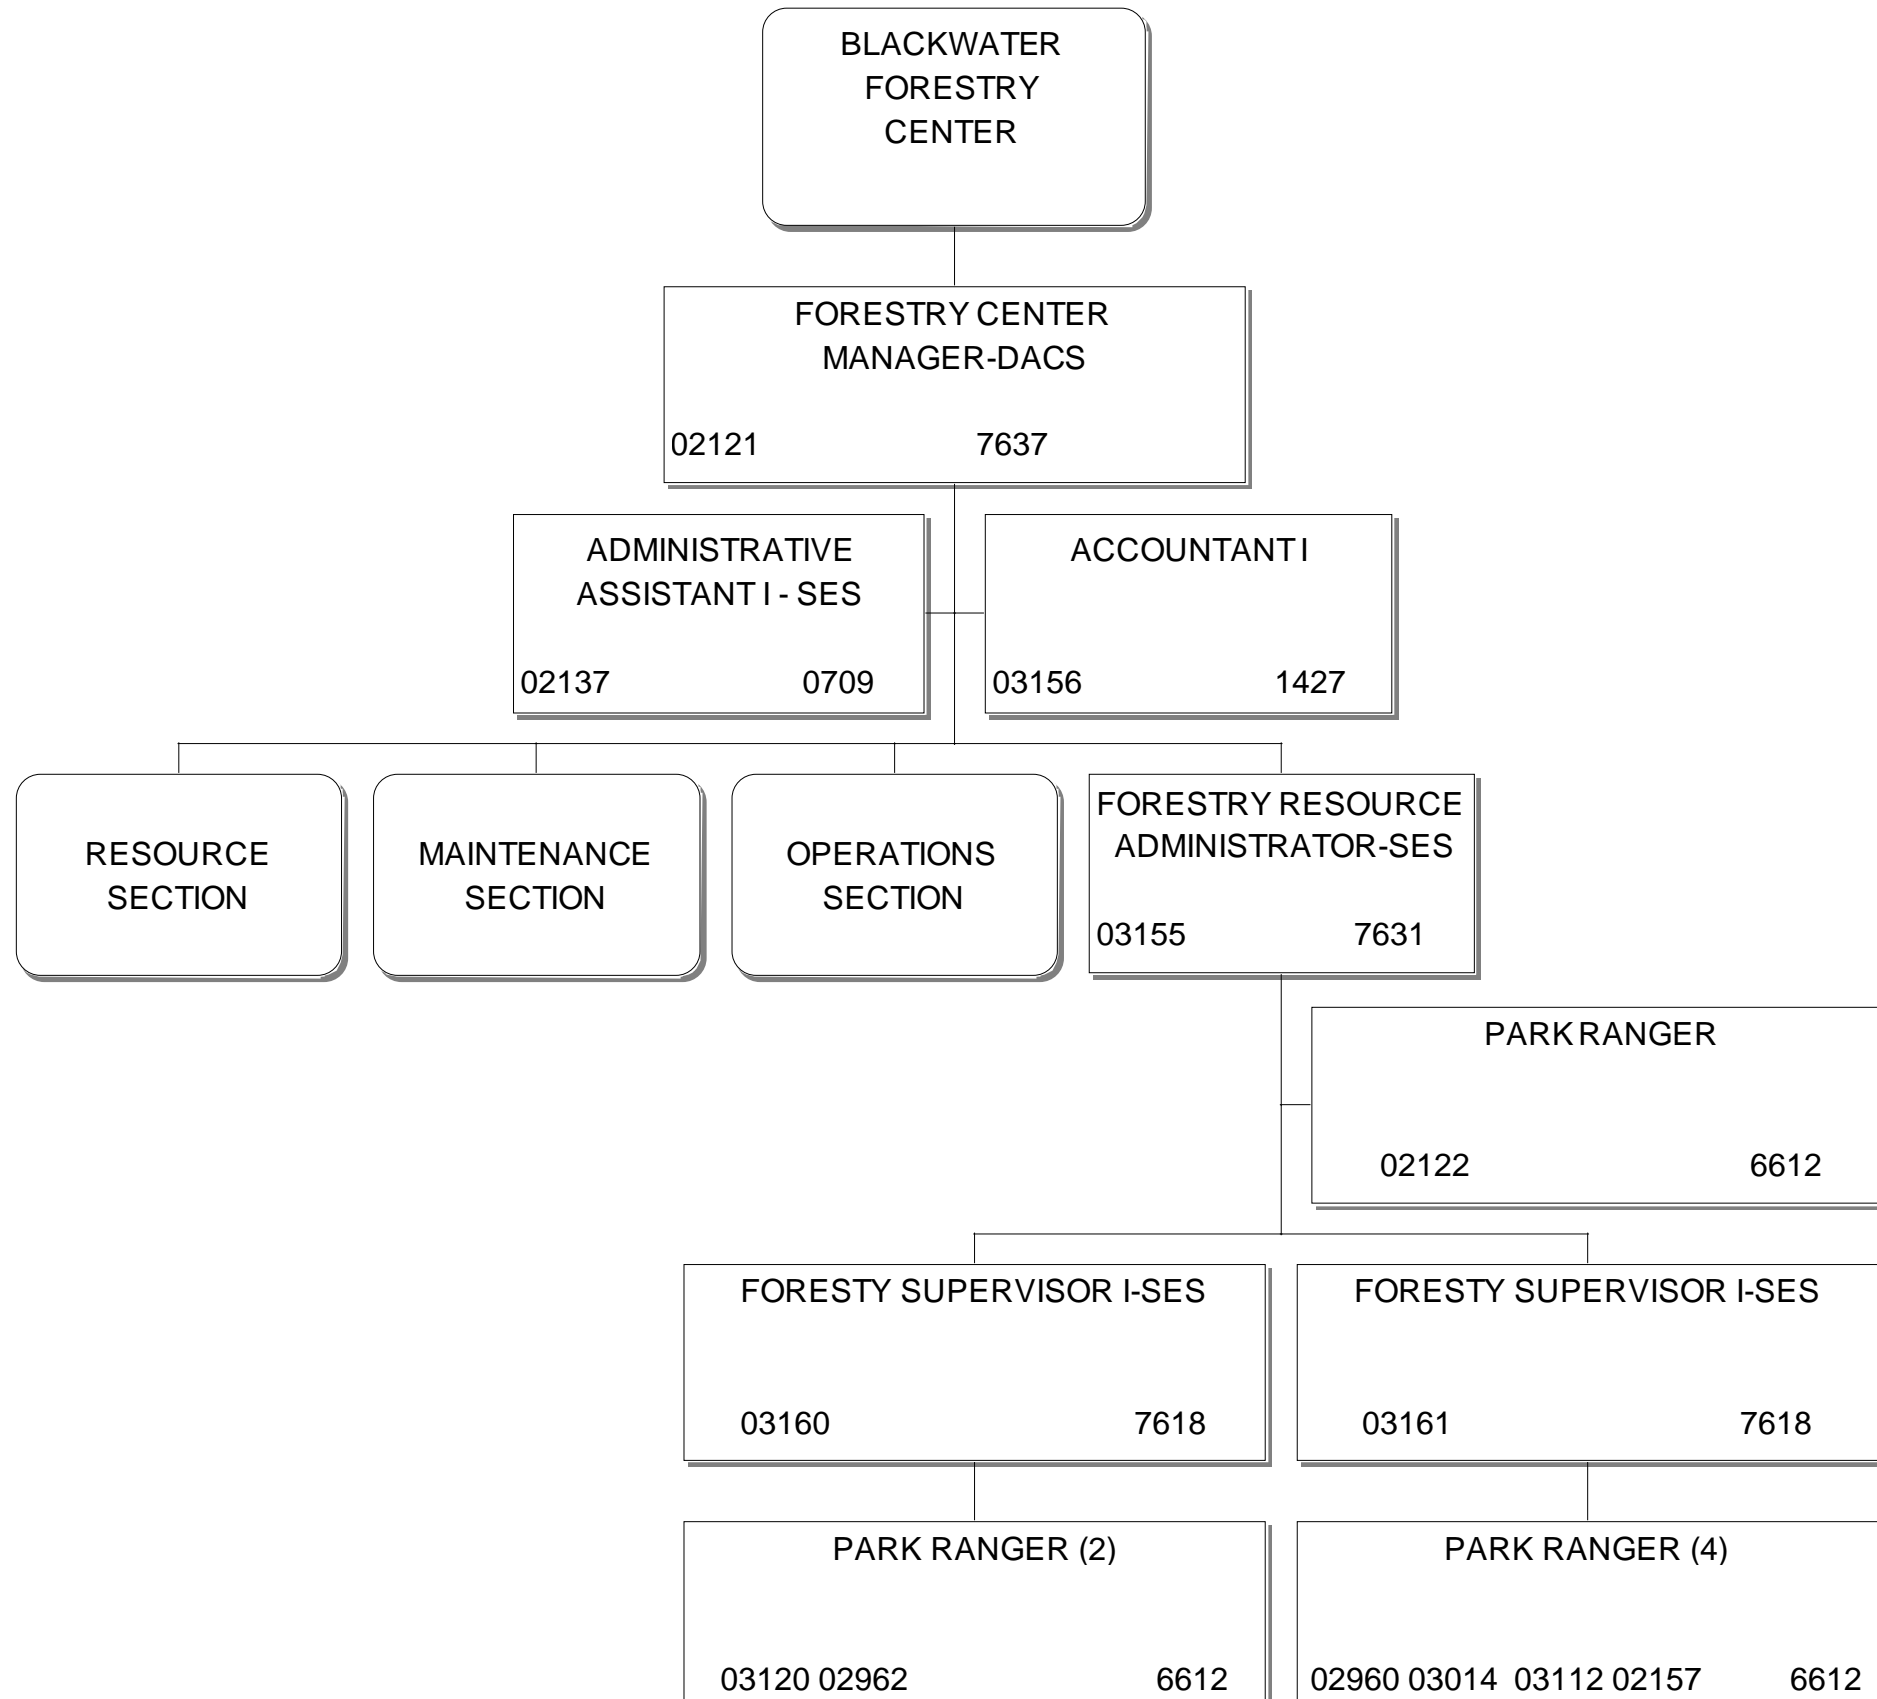 BLACKWATER
FORESTRY
CENTER
FORESTRY CENTER
MANAGER-DACS
02121 7637
ADMINISTRATIVE
ASSISTANT I - SES
02137 0709
ACCOUNTANT I
03156 1427
RESOURCE
SECTION
MAINTENANCE
SECTION
OPERATIONS
SECTION
FORESTRY RESOURCE
ADMINISTRATOR-SES
03155 7631
PARK RANGER
02122 6612
FORESTY SUPERVISOR I-SES
03160 7618
FORESTY SUPERVISOR I-SES
03161 7618
PARK RANGER (2)
03120 02962 6612
PARK RANGER (4)
02960 03014 03112 02157 6612